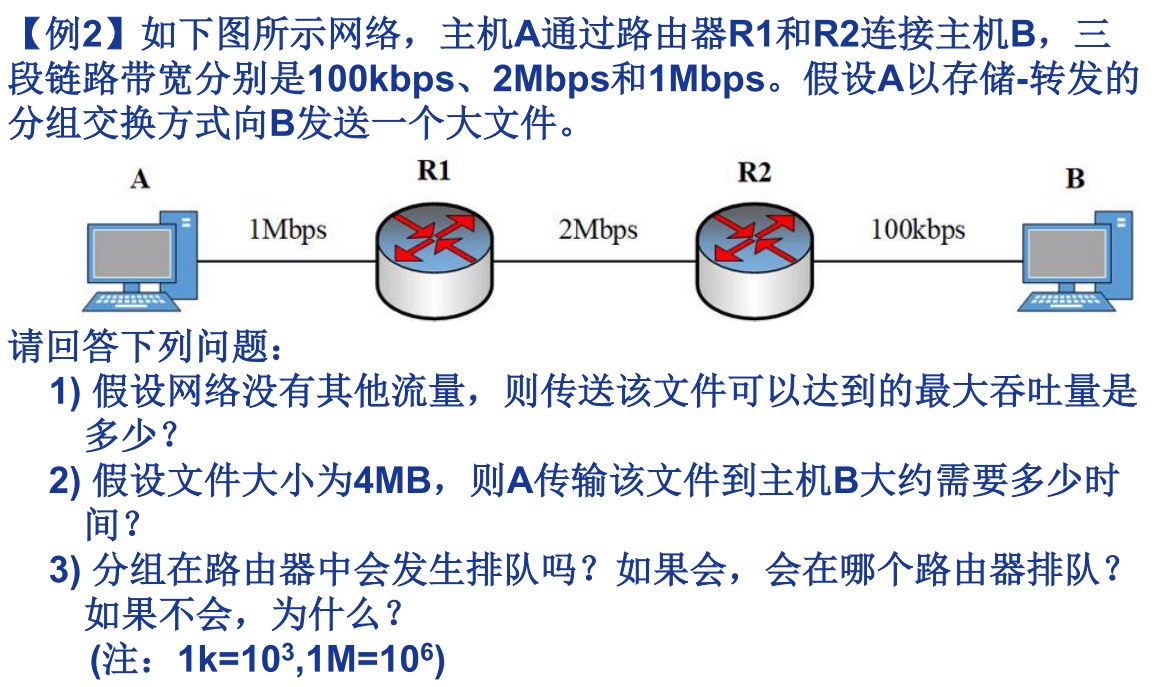 【例2】如下图所示网络，主机A通过路由器R1和R2连接主机B，三
段链路带宽分别是100kbps、2Mbps和1Mbps。假设A以存储-转发的
分组交换方式向B发送一个大文件。
A
R1
R2
B
1Mbps
2Mbps
100kbps
请回答下列问题：
1) 假设网络没有其他流量，则传送该文件可以达到的最大吞吐量是
多少？
2) 假设文件大小为4MB，则A传输该文件到主机B大约需要多少时
间？
3) 分组在路由器中会发生排队吗？如果会，会在哪个路由器排队？
如果不会，为什么？
(注：1k=10³,1M=10⁶)